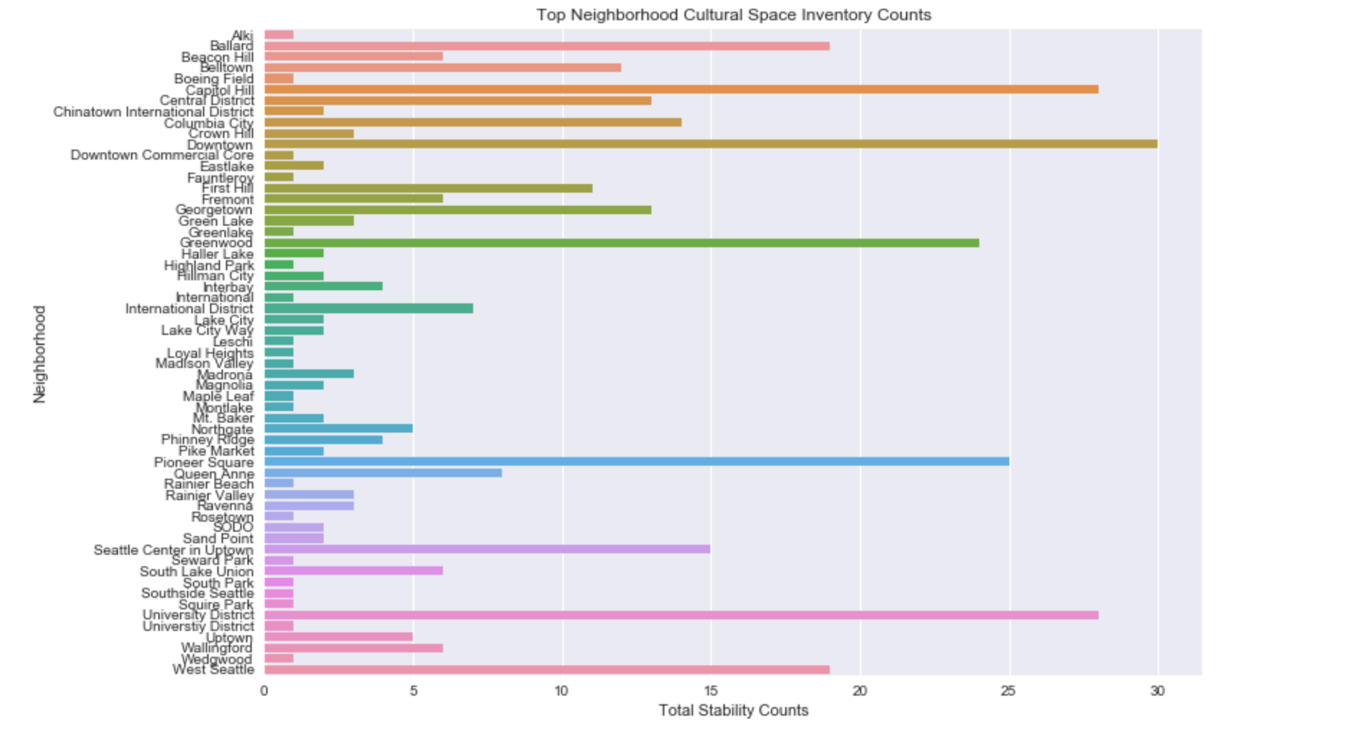 Top Neighborhood Cultural Space Inventory Counts
Alki
Ballard
Beacon Hill
Belltown
Boeing Field
Capitol Hill
Central District
Chinatown International District
Columbia City
Crown Hill
Downtown
Downtown Commercial Core
Eastlake
Fauntleroy
First Hill
Fremont
Georgetown
Green Lake
Greenlake
Greenwood
Haller Lake
Highland Park
Hillman City
Interbay
International
International District
Lake City
Lake City Way
Leschi
Loyal Heights
Madison Valley
Madrona
Magnolia
Maple Leaf
Montlake
Mt. Baker
Northgate
Phinney Ridge
Pike Market
Pioneer Square
Queen Anne
Rainier Beach
Rainier Valley
Ravenna
Rosetown
SODO
Sand Point
Seattle Center in Uptown
Seward Park
South Lake Union
South Park
Southside Seattle
Squire Park
University District
Universtiy District
Uptown
Wallingford
Wedgwood
West Seattle
Neighborhood
0 5 10 15 20 25 30
Total Stability Counts